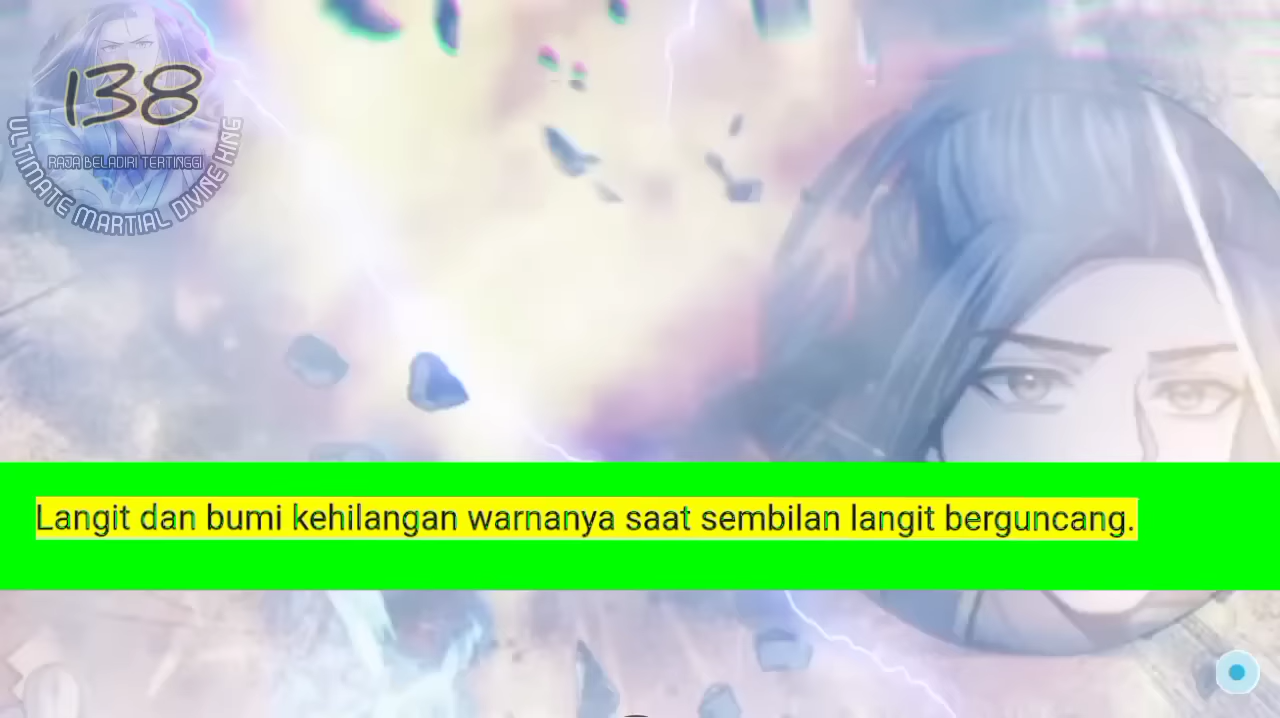 138
RAJA BELADIRI TERTINGGI
ULTIMATE MARTIAL DIVINE KING
Langit dan bumi kehilangan warnanya saat sembilan langit berguncang.